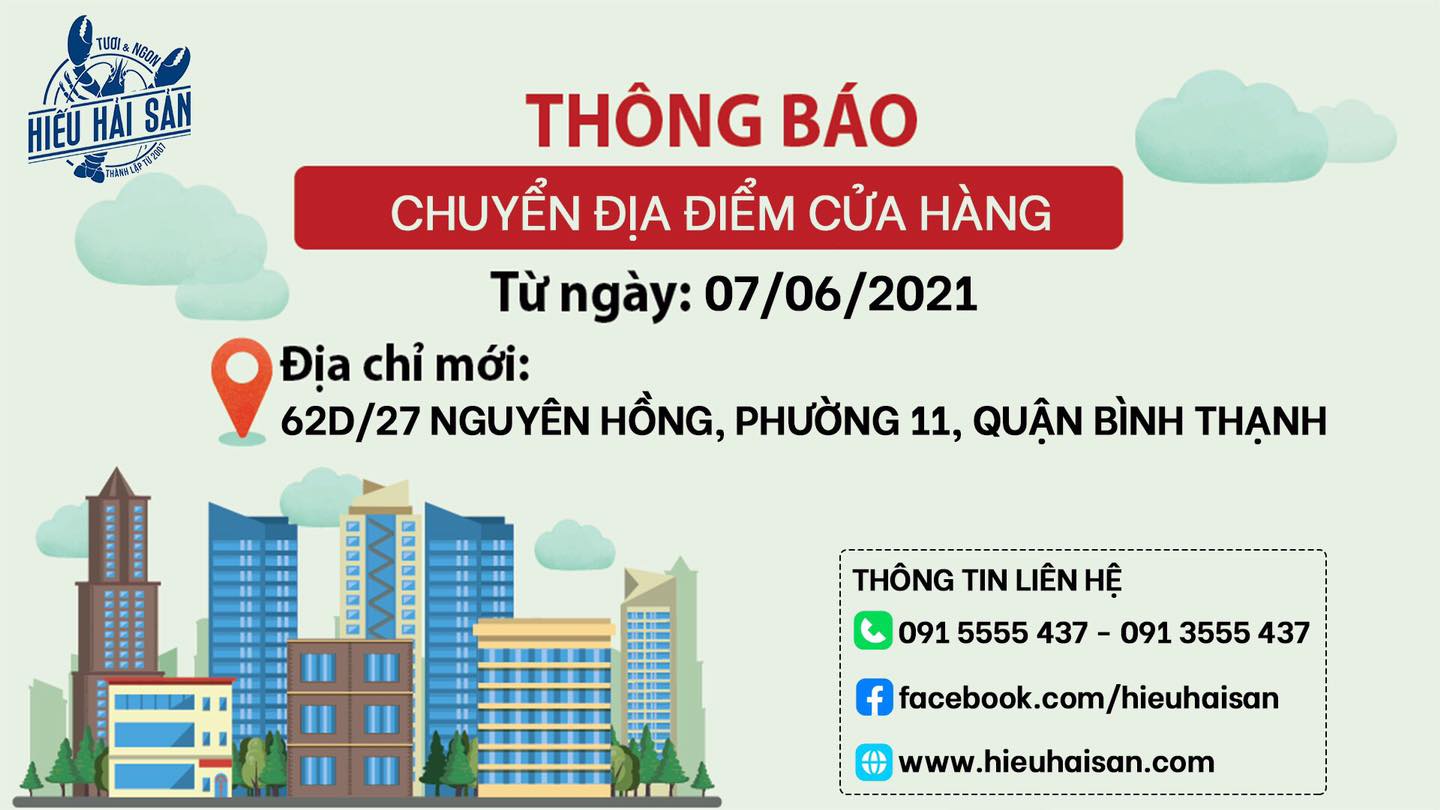 TƯƠI & NGON
HIẾU HẢI SẢN
THÀNH LẬP TỪ 2007
THÔNG BÁO
CHUYỂN ĐỊA ĐIỂM CỬA HÀNG
Từ ngày: 07/06/2021
Địa chỉ mới:
62D/27 NGUYÊN HỒNG, PHƯỜNG 11, QUẬN BÌNH THẠNH
THÔNG TIN LIÊN HỆ
091 5555 437 - 091 3555 437
facebook.com/hieuhaisan
www.hieuhaisan.com